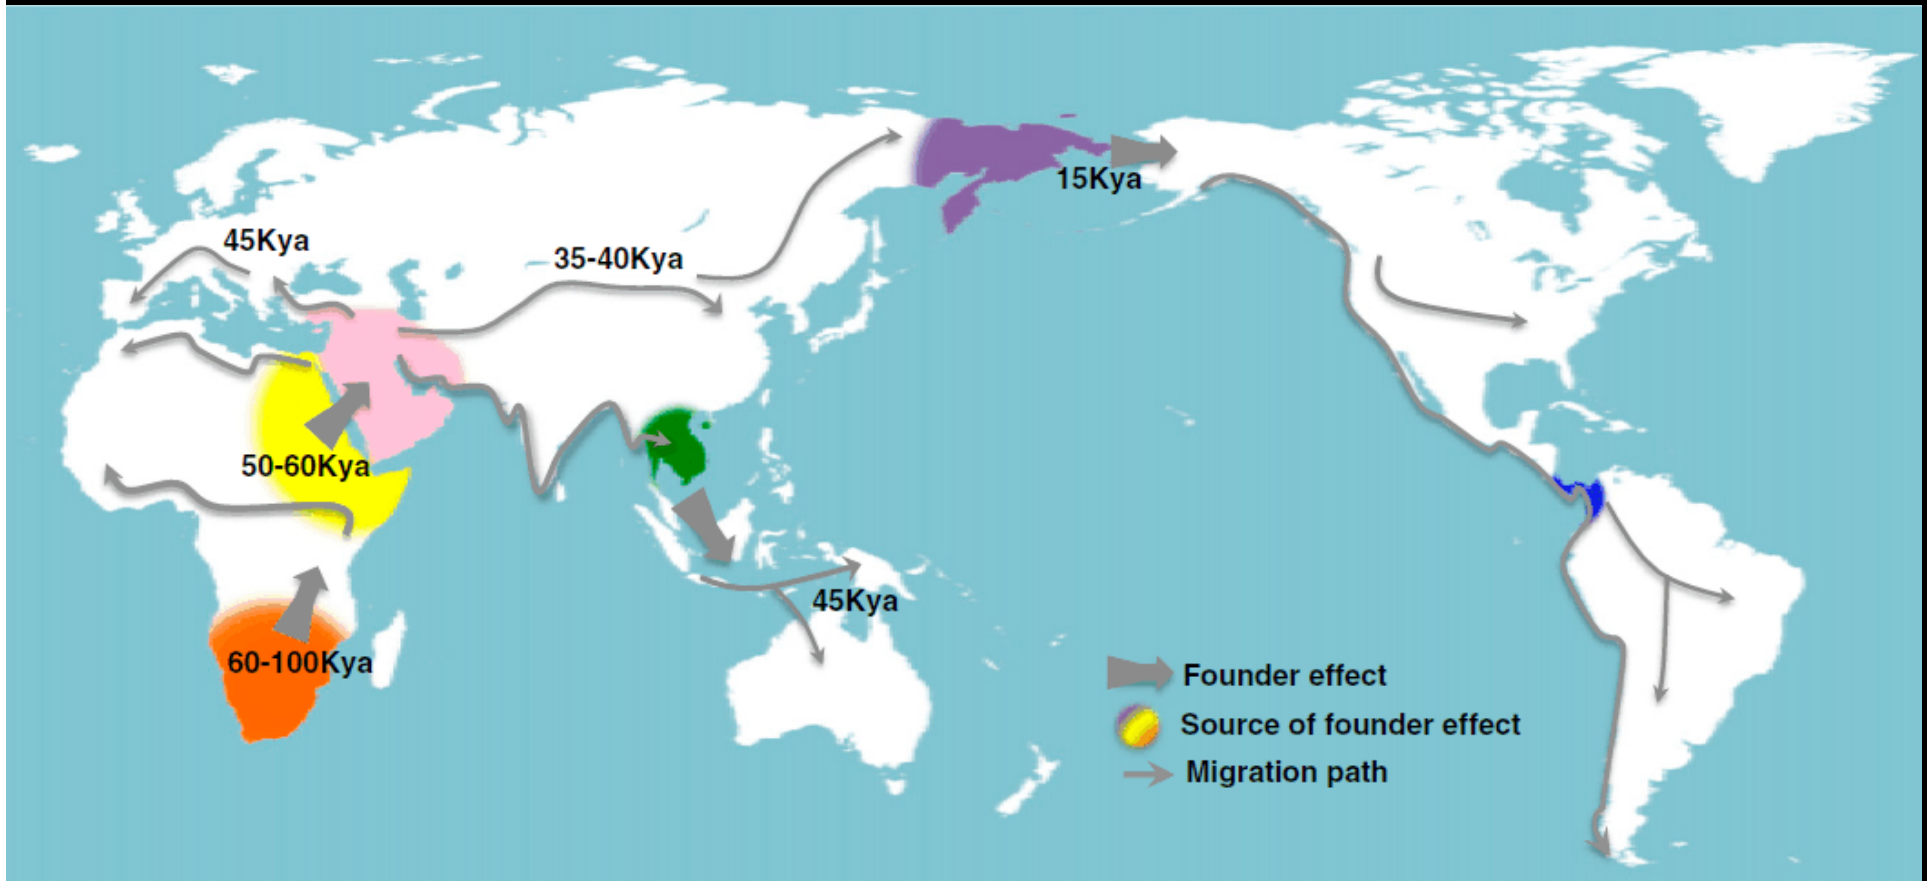 15Kya
45Kya
35-40Kya
50-60Kya
45Kya
60-100Kya
Founder effect
Source of founder effect
Migration path